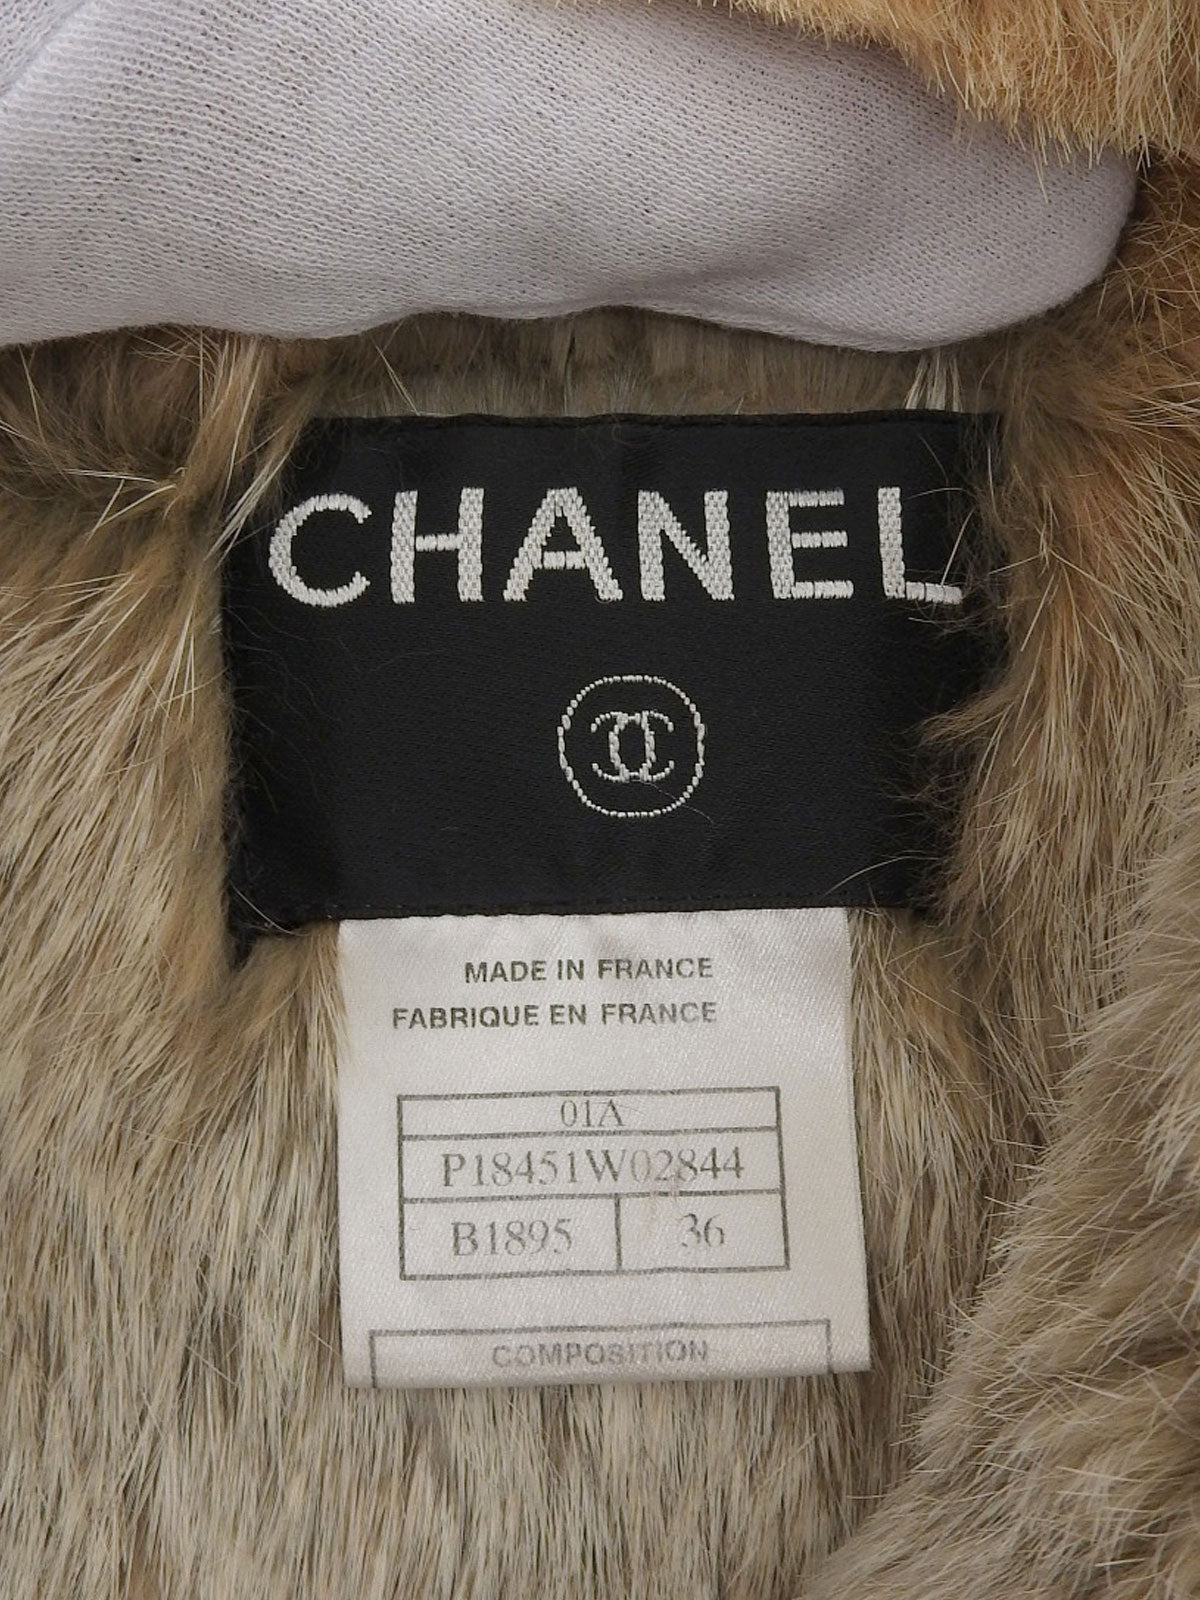 CHANEL
MADE IN FRANCE
FABRIQUE EN FRANCE
01A
P18451W02844
B1895 36
COMPOSITION